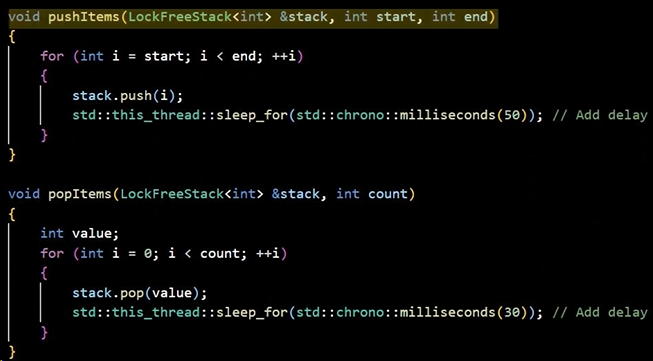 void pushItems(LockFreeStack<int> &stack, int start, int end)
{
    for (int i = start; i < end; ++i)
    {
        stack.push(i);
        std::this_thread::sleep_for(std::chrono::milliseconds(50)); // Add delay
    }
}

void popItems(LockFreeStack<int> &stack, int count)
{
    int value;
    for (int i = 0; i < count; ++i)
    {
        stack.pop(value);
        std::this_thread::sleep_for(std::chrono::milliseconds(30)); // Add delay
    }
}